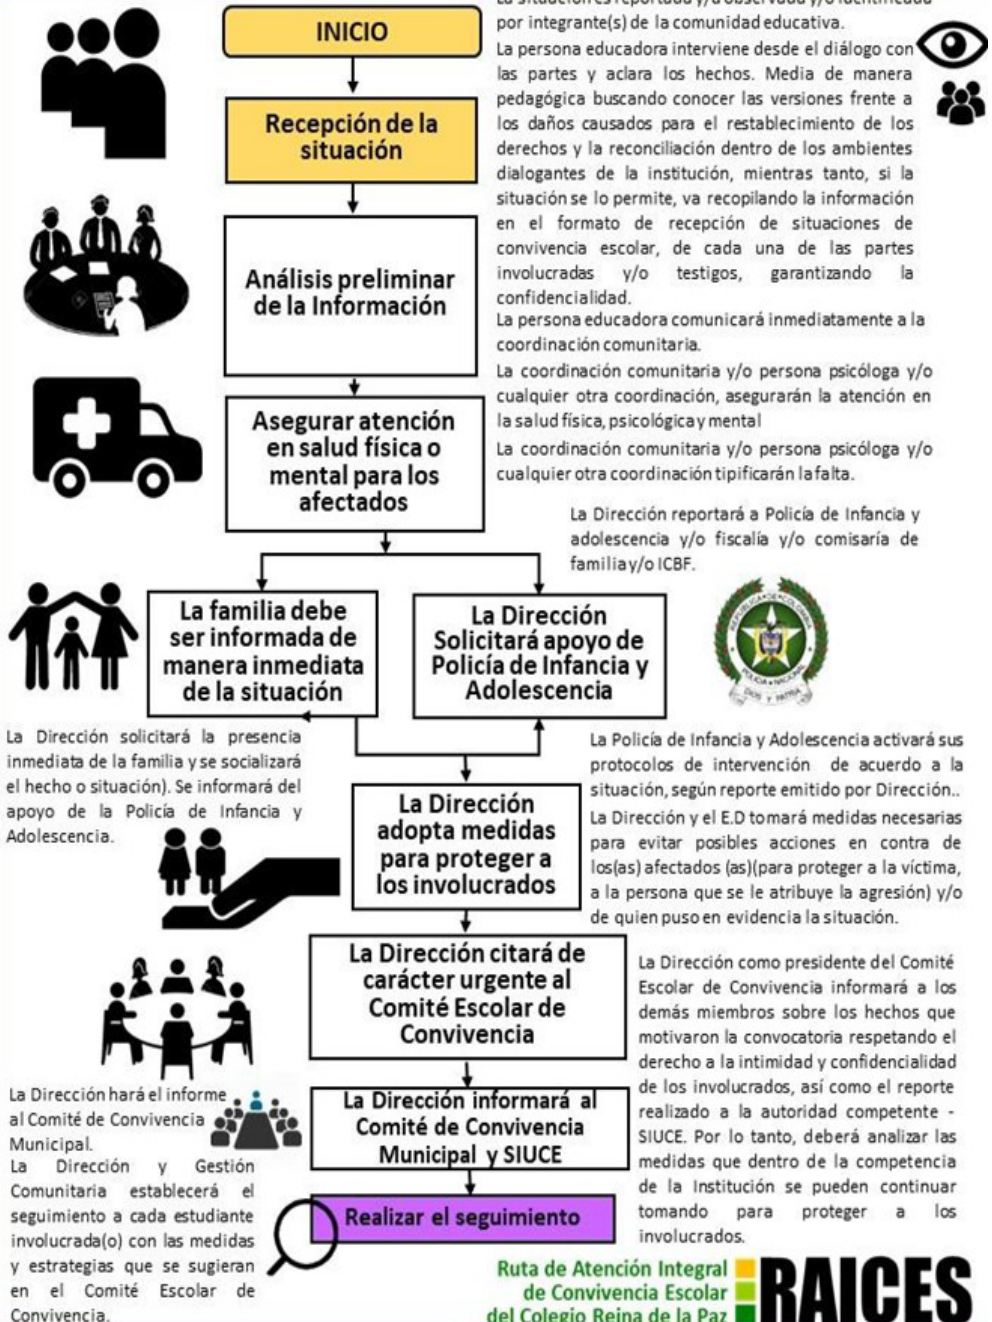 La situación es reportada y/o observada y/o identificada
por integrante(s) de la comunidad educativa.
INICIO
La persona educadora interviene desde el diálogo con
las partes y aclara los hechos. Media de manera
pedagógica buscando conocer las versiones frente a
los daños causados para el restablecimiento de los
derechos y la reconciliación dentro de los ambientes
dialogantes de la institución, mientras tanto, si la
situación se lo permite, va recopilando la información
en el formato de recepción de situaciones de
convivencia escolar, de cada una de las partes
involucradas y/o testigos, garantizando la
confidencialidad.
Recepción de la
situación
Análisis preliminar
de la Información
La persona educadora comunicará inmediatamente a la
coordinación comunitaria.
La coordinación comunitaria y/o persona psicóloga y/o
cualquier otra coordinación, asegurarán la atención en
la salud física, psicológica y mental
La coordinación comunitaria y/o persona psicóloga y/o
cualquier otra coordinación tipificarán la falta.
Asegurar atención
en salud física o
mental para los
afectados
La Dirección reportará a Policía de Infancia y
adolescencia y/o fiscalía y/o comisaría de
familia y/o ICBF.
La familia debe
ser informada de
manera inmediata
de la situación
La Dirección
Solicitará apoyo de
Policía de Infancia y
Adolescencia
REPUBLICA DE COLOMBIA
POLICIA NACIONAL
DIOS Y PATRIA
La Dirección solicitará la presencia
inmediata de la familia y se socializará
el hecho o situación). Se informará del
apoyo de la Policía de Infancia y
Adolescencia.
La Policía de Infancia y Adolescencia activará sus
protocolos de intervención de acuerdo a la
situación, según reporte emitido por Dirección..
La Dirección y el E.D tomará medidas necesarias
para evitar posibles acciones en contra de
los(as) afectados (as)(para proteger a la víctima,
a la persona que se le atribuye la agresión) y/o
de quien puso en evidencia la situación.
La Dirección
adopta medidas
para proteger a
los involucrados
La Dirección citará de
carácter urgente al
Comité Escolar de
Convivencia
La Dirección como presidente del Comité
Escolar de Convivencia informará a los
demás miembros sobre los hechos que
motivaron la convocatoria respetando el
derecho a la intimidad y confidencialidad
de los involucrados, así como el reporte
realizado a la autoridad competente -
SIUCE. Por lo tanto, deberá analizar las
medidas que dentro de la competencia
de la Institución se pueden continuar
tomando para proteger a los
involucrados.
La Dirección hará el informe
al Comité de Convivencia
Municipal.
La Dirección informará al
Comité de Convivencia
Municipal y SIUCE
La Dirección y Gestión
Comunitaria establecerá el
seguimiento a cada estudiante
involucrada(o) con las medidas
y estrategias que se sugieran
en el Comité Escolar de
Convivencia.
Realizar el seguimiento
Ruta de Atención Integral
de Convivencia Escolar
del Colegio Reina de la Paz
RAICES